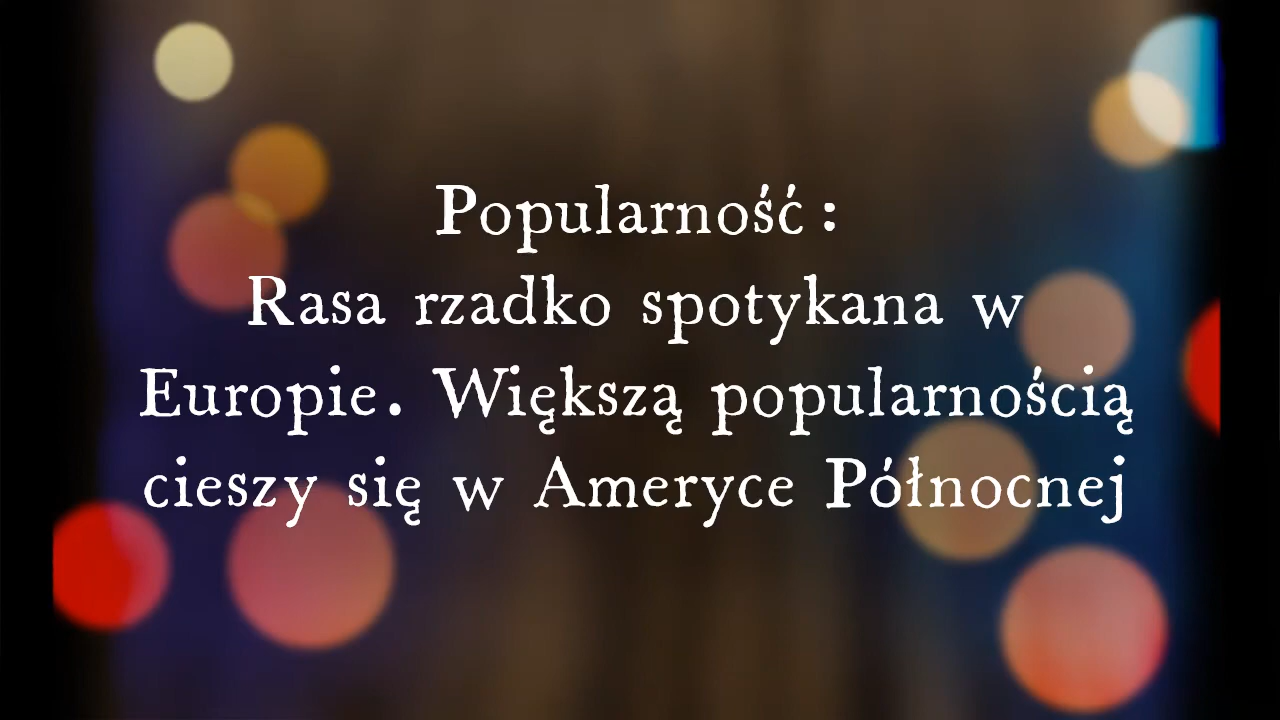 Popularność :
Rasa rzadko spotykana w
Europie. Większą popularnością
cieszy się w Ameryce Północnej